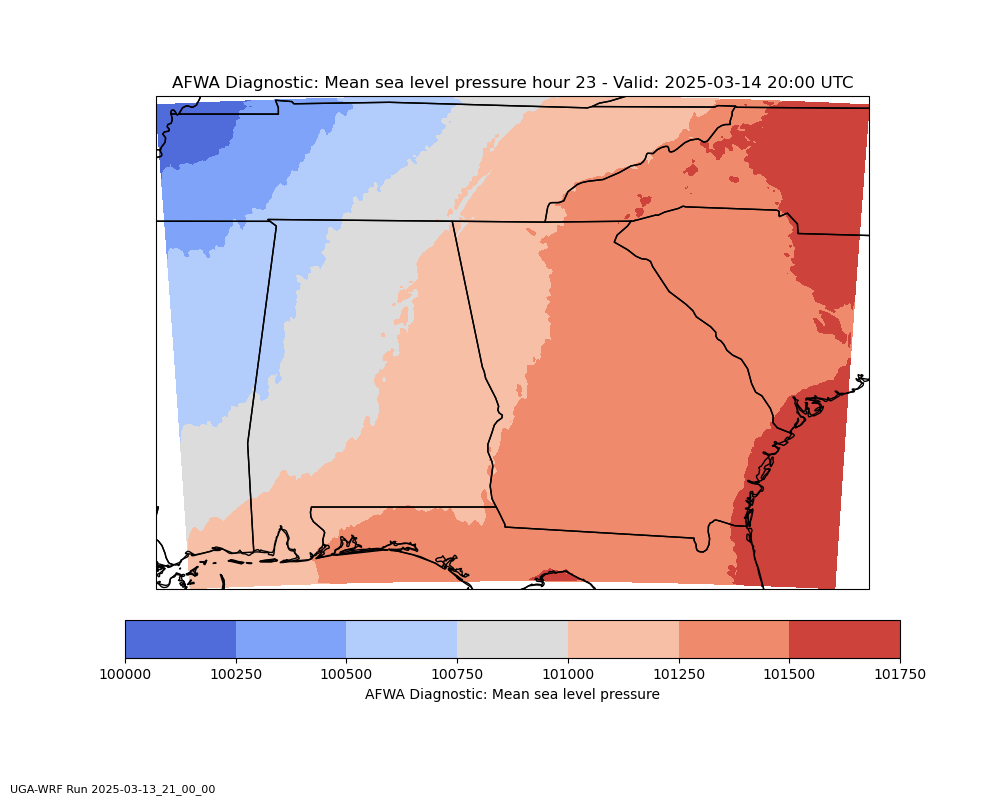 AFWA Diagnostic: Mean sea level pressure hour 23 - Valid: 2025-03-14 20:00 UTC
100000 100250 100500 100750 101000 101250 101500 101750
AFWA Diagnostic: Mean sea level pressure
UGA-WRF Run 2025-03-13_21_00_00